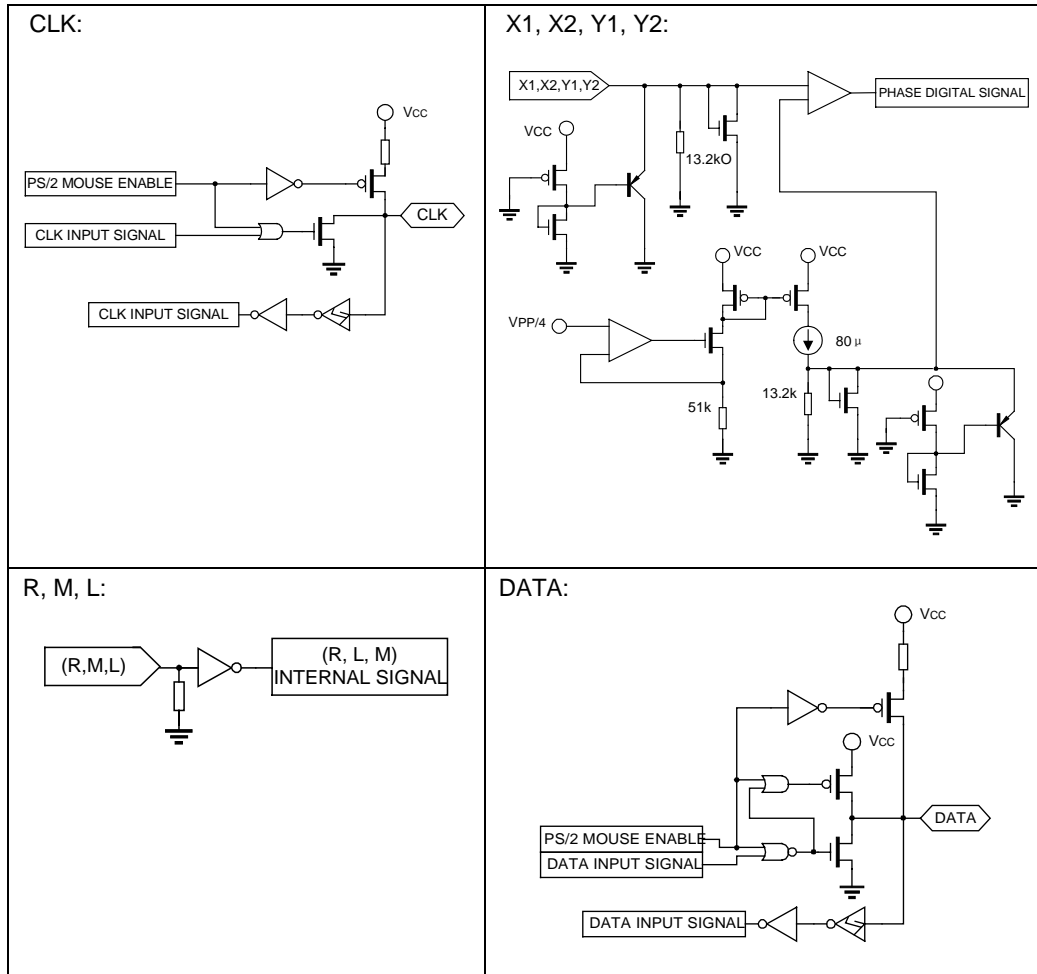 CLK:
Vcc
PS/2 MOUSE ENABLE
CLK INPUT SIGNAL
CLK
CLK INPUT SIGNAL
X1, X2, Y1, Y2:
X1,X2,Y1,Y2
PHASE DIGITAL SIGNAL
VCC
13.2kO
VCC
VCC
VPP/4
80 μ
51k
13.2k
R, M, L:
(R,M,L)
(R, L, M)
INTERNAL SIGNAL
DATA:
Vcc
Vcc
DATA
PS/2 MOUSE ENABLE
DATA INPUT SIGNAL
DATA INPUT SIGNAL